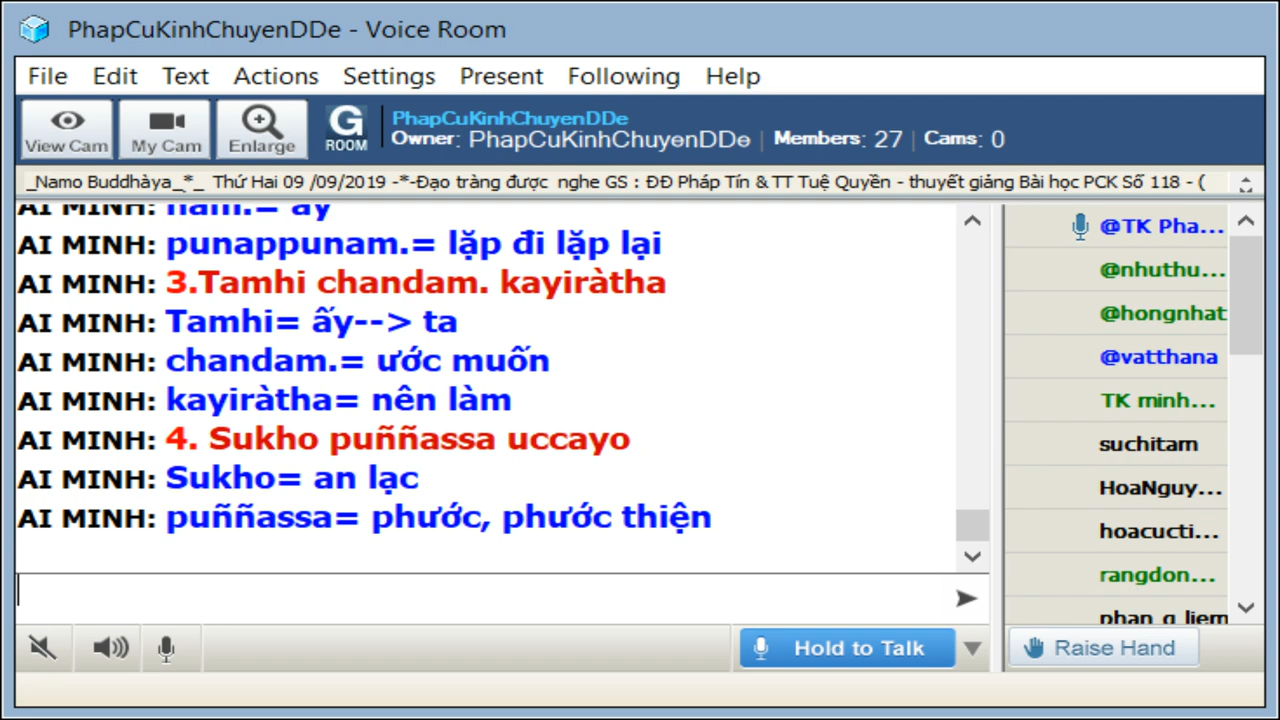 PhapCuKinhChuyenDDe - Voice Room
File Edit Text Actions Settings Present Following Help
View Cam My Cam Enlarge G ROOM
PhapCuKinhChuyenDDe
Owner: PhapCuKinhChuyenDDe | Members: 27 | Cams: 0
_Namo Buddhàya_*_ Thứ Hai 09 /09/2019 -*-Đạo tràng được nghe GS : ĐĐ Pháp Tín & TT Tuệ Quyền - thuyết giảng Bài học PCK Số 118 - (
AI MINH: nam.= ấy
AI MINH: punappunam.= lặp đi lặp lại
AI MINH: 3.Tamhi chandam. kayiràtha
AI MINH: Tamhi= ấy--> ta
AI MINH: chandam.= ước muốn
AI MINH: kayiràtha= nên làm
AI MINH: 4. Sukho puññassa uccayo
AI MINH: Sukho= an lạc
AI MINH: puññassa= phước, phước thiện
@TK Pha...
@nhuthu...
@hongnhat
@vatthana
TK minh...
suchitam
HoaNguy...
hoacucti...
rangdon...
phan_q_liem
Hold to Talk
Raise Hand